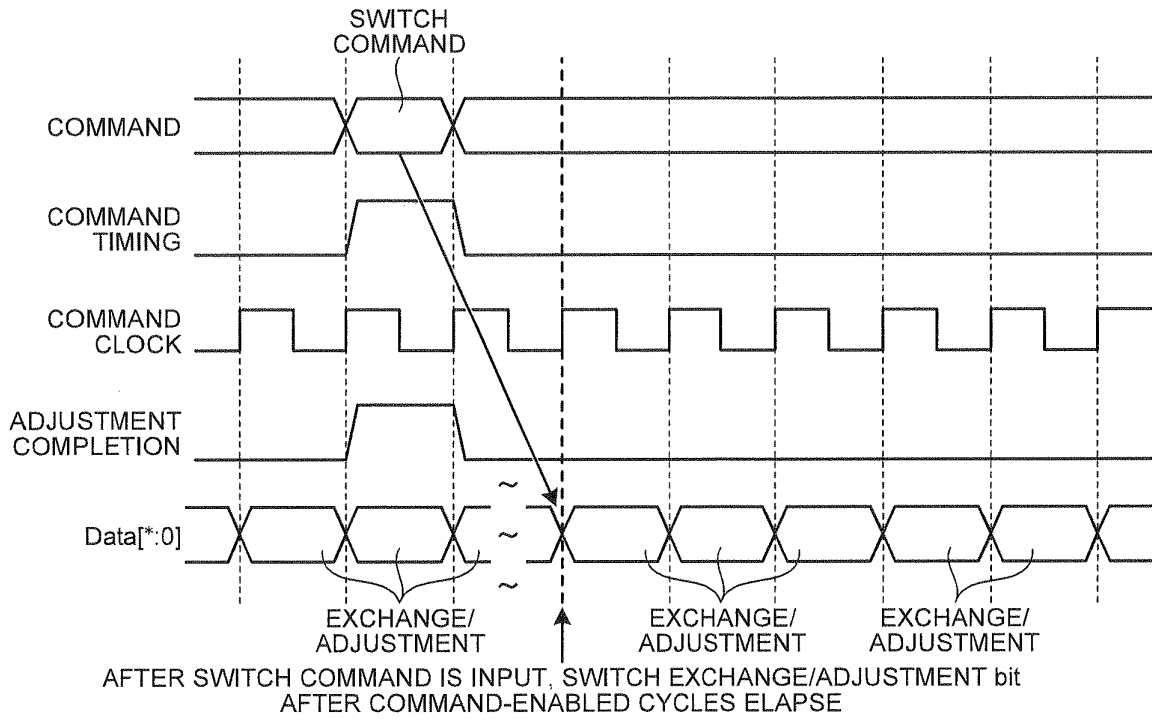 SWITCH
COMMAND
COMMAND
COMMAND
TIMING
COMMAND
CLOCK
ADJUSTMENT
COMPLETION
~
Data[*:0]
~
~
EXCHANGE/
ADJUSTMENT
EXCHANGE/
ADJUSTMENT
EXCHANGE/
ADJUSTMENT
AFTER SWITCH COMMAND IS INPUT, SWITCH EXCHANGE/ADJUSTMENT bit
AFTER COMMAND-ENABLED CYCLES ELAPSE